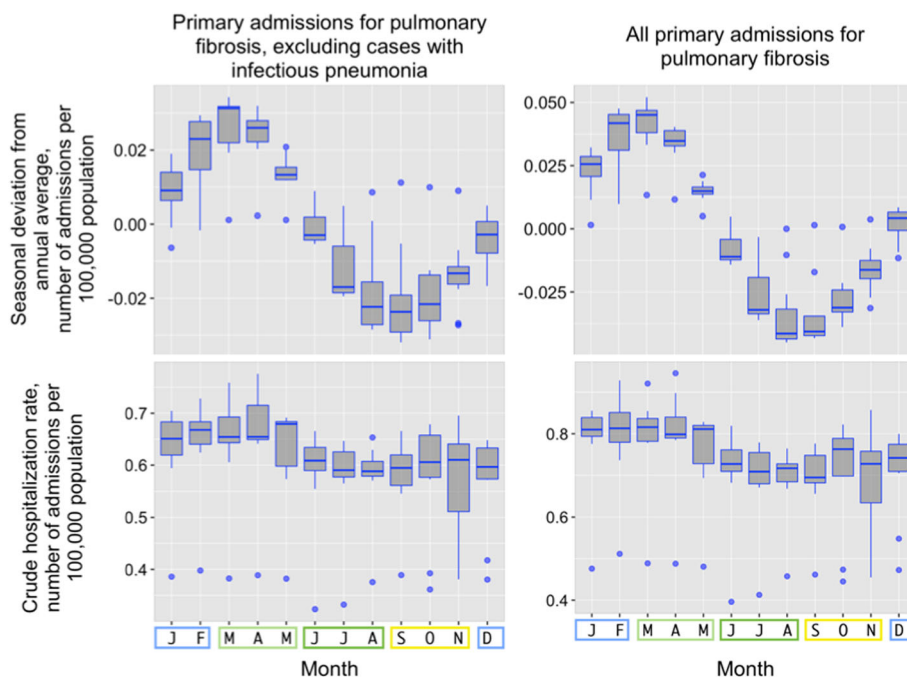 Primary admissions for pulmonary
fibrosis, excluding cases with
infectious pneumonia
All primary admissions for
pulmonary fibrosis
Seasonal deviation from
annual average,
number of admissions per
100,000 population
0.02
0.00
-0.02
0.050
0.025
0.000
-0.025
Crude hospitalization rate,
number of admissions per
100,000 population
0.7
0.6
0.5
0.4
0.8
0.6
0.4
J F M A M J J A S O N D
J F M A M J J A S O N D
Month
Month